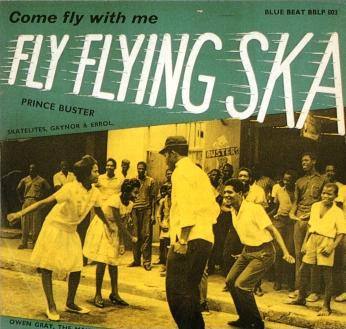 Come fly with me
BLUE BEAT BBLP 803
FLY FLYING SKA
PRINCE BUSTER
SKATELITES, GAYNOR & ERROL.
BUSTER
OWEN GRAY, THE